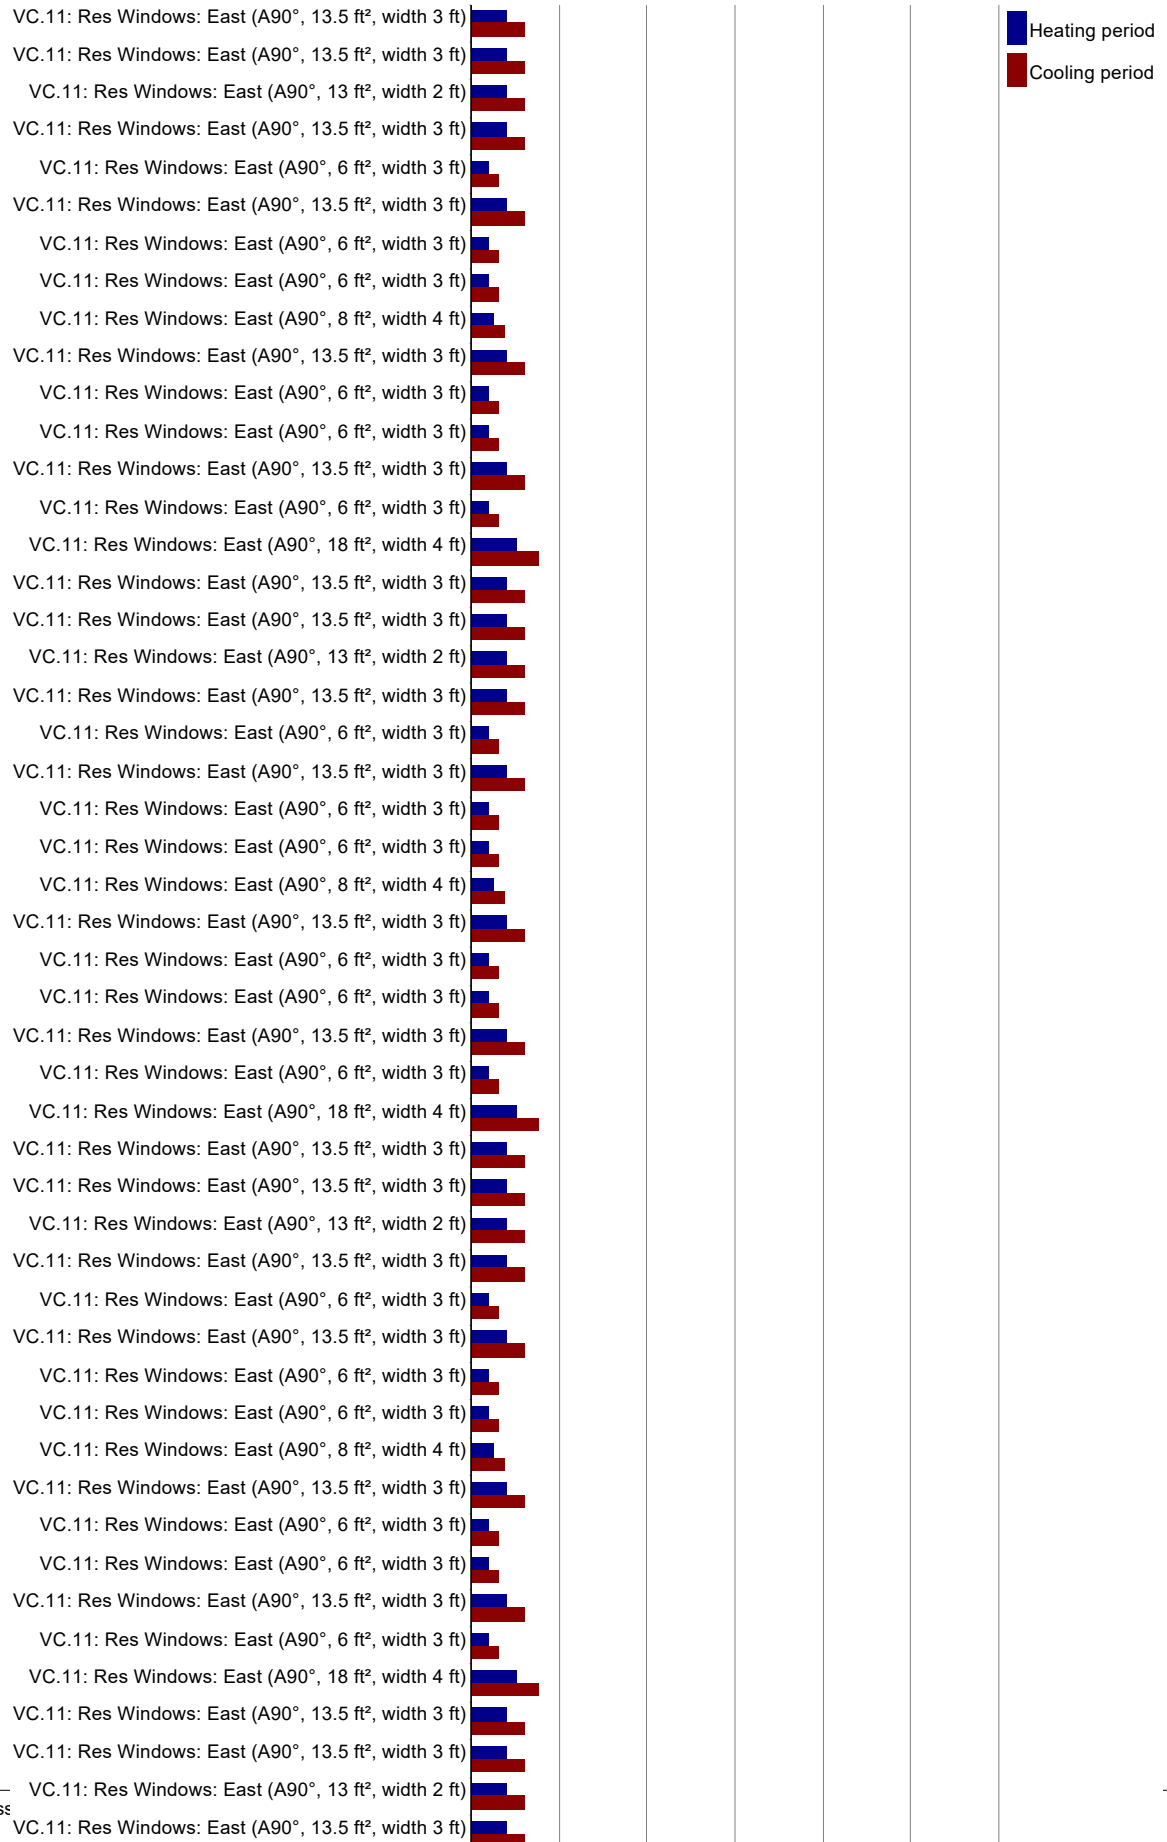 VC.11: Res Windows: East (A90°, 13.5 ft², width 3 ft)
Heating period
VC.11: Res Windows: East (A90°, 13.5 ft², width 3 ft)
Cooling period
VC.11: Res Windows: East (A90°, 13 ft², width 2 ft)
VC.11: Res Windows: East (A90°, 13.5 ft², width 3 ft)
VC.11: Res Windows: East (A90°, 6 ft², width 3 ft)
VC.11: Res Windows: East (A90°, 13.5 ft², width 3 ft)
VC.11: Res Windows: East (A90°, 6 ft², width 3 ft)
VC.11: Res Windows: East (A90°, 6 ft², width 3 ft)
VC.11: Res Windows: East (A90°, 8 ft², width 4 ft)
VC.11: Res Windows: East (A90°, 13.5 ft², width 3 ft)
VC.11: Res Windows: East (A90°, 6 ft², width 3 ft)
VC.11: Res Windows: East (A90°, 6 ft², width 3 ft)
VC.11: Res Windows: East (A90°, 13.5 ft², width 3 ft)
VC.11: Res Windows: East (A90°, 6 ft², width 3 ft)
VC.11: Res Windows: East (A90°, 18 ft², width 4 ft)
VC.11: Res Windows: East (A90°, 13.5 ft², width 3 ft)
VC.11: Res Windows: East (A90°, 13.5 ft², width 3 ft)
VC.11: Res Windows: East (A90°, 13 ft², width 2 ft)
VC.11: Res Windows: East (A90°, 13.5 ft², width 3 ft)
VC.11: Res Windows: East (A90°, 6 ft², width 3 ft)
VC.11: Res Windows: East (A90°, 13.5 ft², width 3 ft)
VC.11: Res Windows: East (A90°, 6 ft², width 3 ft)
VC.11: Res Windows: East (A90°, 6 ft², width 3 ft)
VC.11: Res Windows: East (A90°, 8 ft², width 4 ft)
VC.11: Res Windows: East (A90°, 13.5 ft², width 3 ft)
VC.11: Res Windows: East (A90°, 6 ft², width 3 ft)
VC.11: Res Windows: East (A90°, 6 ft², width 3 ft)
VC.11: Res Windows: East (A90°, 13.5 ft², width 3 ft)
VC.11: Res Windows: East (A90°, 6 ft², width 3 ft)
VC.11: Res Windows: East (A90°, 18 ft², width 4 ft)
VC.11: Res Windows: East (A90°, 13.5 ft², width 3 ft)
VC.11: Res Windows: East (A90°, 13.5 ft², width 3 ft)
VC.11: Res Windows: East (A90°, 13 ft², width 2 ft)
VC.11: Res Windows: East (A90°, 13.5 ft², width 3 ft)
VC.11: Res Windows: East (A90°, 6 ft², width 3 ft)
VC.11: Res Windows: East (A90°, 13.5 ft², width 3 ft)
VC.11: Res Windows: East (A90°, 6 ft², width 3 ft)
VC.11: Res Windows: East (A90°, 6 ft², width 3 ft)
VC.11: Res Windows: East (A90°, 8 ft², width 4 ft)
VC.11: Res Windows: East (A90°, 13.5 ft², width 3 ft)
VC.11: Res Windows: East (A90°, 6 ft², width 3 ft)
VC.11: Res Windows: East (A90°, 6 ft², width 3 ft)
VC.11: Res Windows: East (A90°, 13.5 ft², width 3 ft)
VC.11: Res Windows: East (A90°, 6 ft², width 3 ft)
VC.11: Res Windows: East (A90°, 18 ft², width 4 ft)
VC.11: Res Windows: East (A90°, 13.5 ft², width 3 ft)
VC.11: Res Windows: East (A90°, 13.5 ft², width 3 ft)
VC.11: Res Windows: East (A90°, 13 ft², width 2 ft)
VC.11: Res Windows: East (A90°, 13.5 ft², width 3 ft)